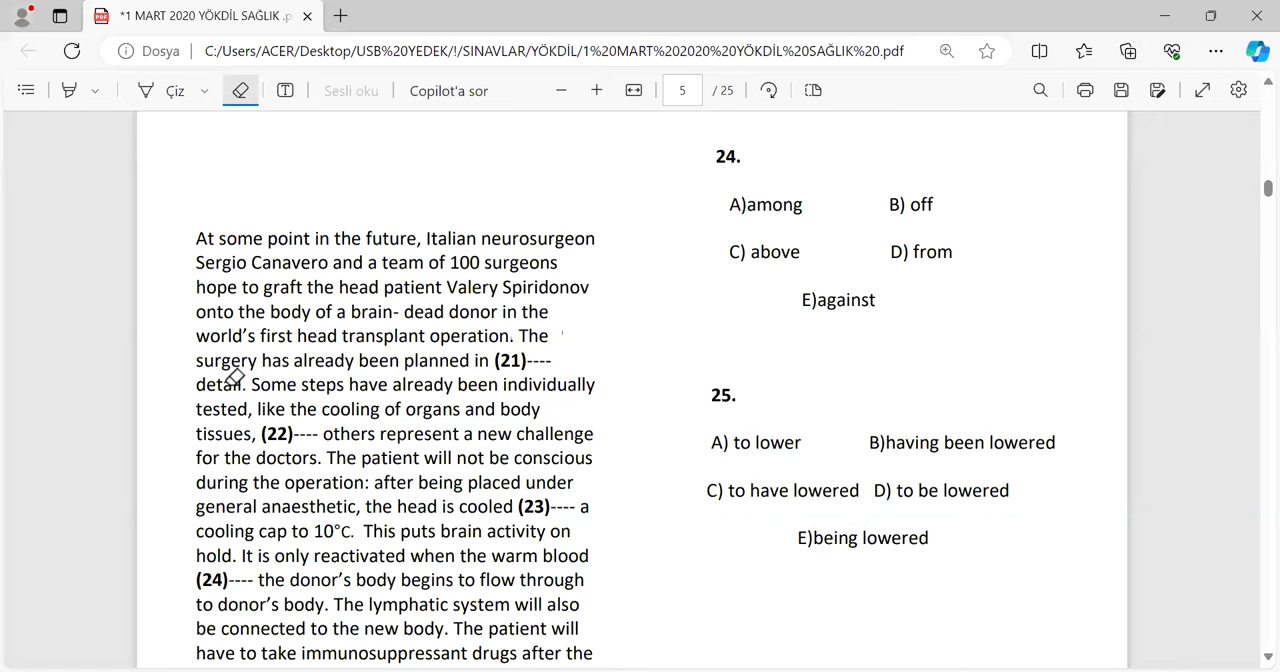 *1 MART 2020 YÖKDİL SAĞLIK .p
Dosya
C:/Users/ACER/Desktop/USB%20YEDEK/!/SINAVLAR/YÖKDİL/1%20MART%202020%20YÖKDİL%20SAĞLIK%20.pdf
Çiz
Sesli oku
Copilot'a sor
5 / 25
At some point in the future, Italian neurosurgeon
Sergio Canavero and a team of 100 surgeons
hope to graft the head patient Valery Spiridonov
onto the body of a brain- dead donor in the
world's first head transplant operation. The
surgery has already been planned in (21)----
detail. Some steps have already been individually
tested, like the cooling of organs and body
tissues, (22)---- others represent a new challenge
for the doctors. The patient will not be conscious
during the operation: after being placed under
general anaesthetic, the head is cooled (23)---- a
cooling cap to 10°C. This puts brain activity on
hold. It is only reactivated when the warm blood
(24)---- the donor's body begins to flow through
to donor's body. The lymphatic system will also
be connected to the new body. The patient will
have to take immunosuppressant drugs after the
24.
A)among B) off
C) above D) from
E)against
25.
A) to lower B)having been lowered
C) to have lowered D) to be lowered
E)being lowered